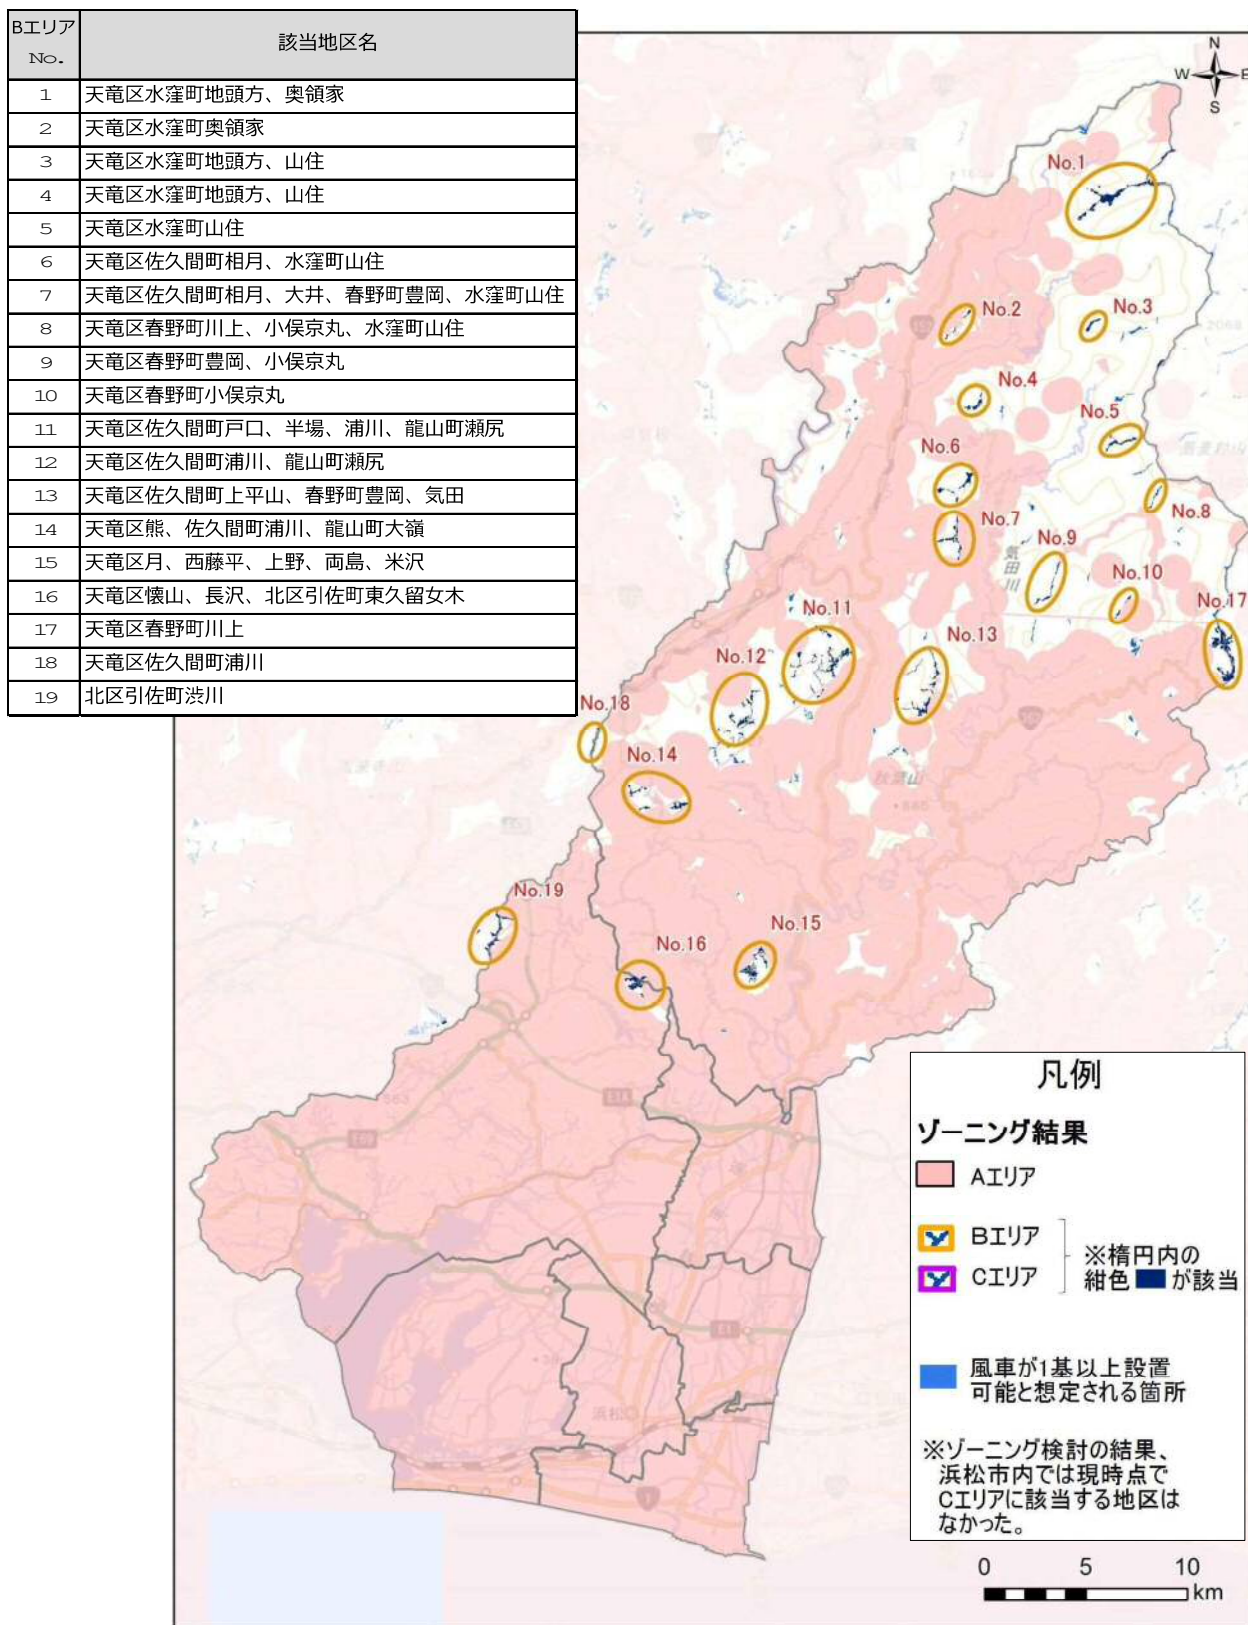 Bエリア
No.
該当地区名
1 天竜区水窪町地頭方、奥領家
2 天竜区水窪町奥領家
3 天竜区水窪町地頭方、山住
4 天竜区水窪町地頭方、山住
5 天竜区水窪町山住
6 天竜区佐久間町相月、水窪町山住
7 天竜区佐久間町相月、大井、春野町豊岡、水窪町山住
8 天竜区春野町川上、小俣京丸、水窪町山住
9 天竜区春野町豊岡、小俣京丸
10 天竜区春野町小俣京丸
11 天竜区佐久間町戸口、半場、浦川、龍山町瀬尻
12 天竜区佐久間町浦川、龍山町瀬尻
13 天竜区佐久間町上平山、春野町豊岡、気田
14 天竜区熊、佐久間町浦川、龍山町大嶺
15 天竜区月、西藤平、上野、両島、米沢
16 天竜区懐山、長沢、北区引佐町東久留女木
17 天竜区春野町川上
18 天竜区佐久間町浦川
19 北区引佐町渋川
N
W E
S
No.1
No.2
No.3
No.4
No.5
No.6
No.7
No.8
No.9
気田川
No.10
No.11
No.17
No.13
No.12
No.18
No.14
秋葉山
No.19
No.15
No.16
E1A
E69
E1
浜松
1
凡例
ゾーニング結果
Aエリア
Bエリア
Cエリア
※楕円内の
紺色 が該当
風車が1基以上設置
可能と想定される箇所
※ゾーニング検討の結果、
浜松市内では現時点で
Cエリアに該当する地区は
なかった。
0 5 10
km